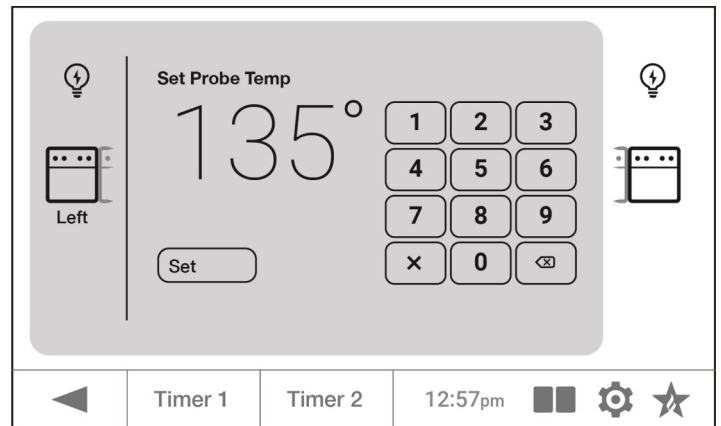 Set Probe Temp
135°
1 2 3
4 5 6
7 8 9
× 0
Left
Set
Timer 1 Timer 2 12:57pm